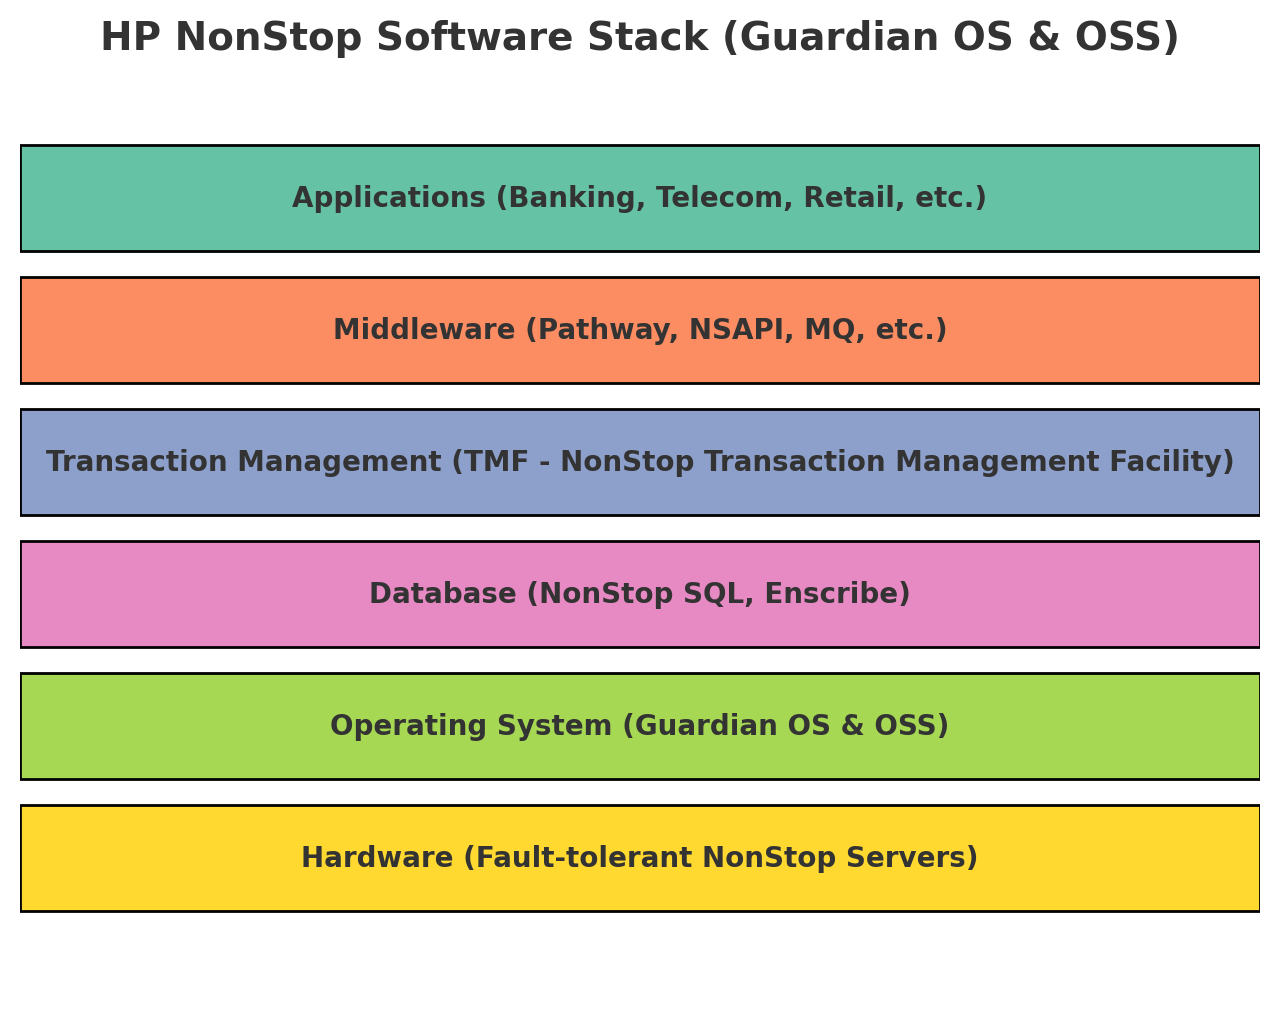 HP NonStop Software Stack (Guardian OS & OSS)
Applications (Banking, Telecom, Retail, etc.)
Middleware (Pathway, NSAPI, MQ, etc.)
Transaction Management (TMF - NonStop Transaction Management Facility)
Database (NonStop SQL, Enscribe)
Operating System (Guardian OS & OSS)
Hardware (Fault-tolerant NonStop Servers)